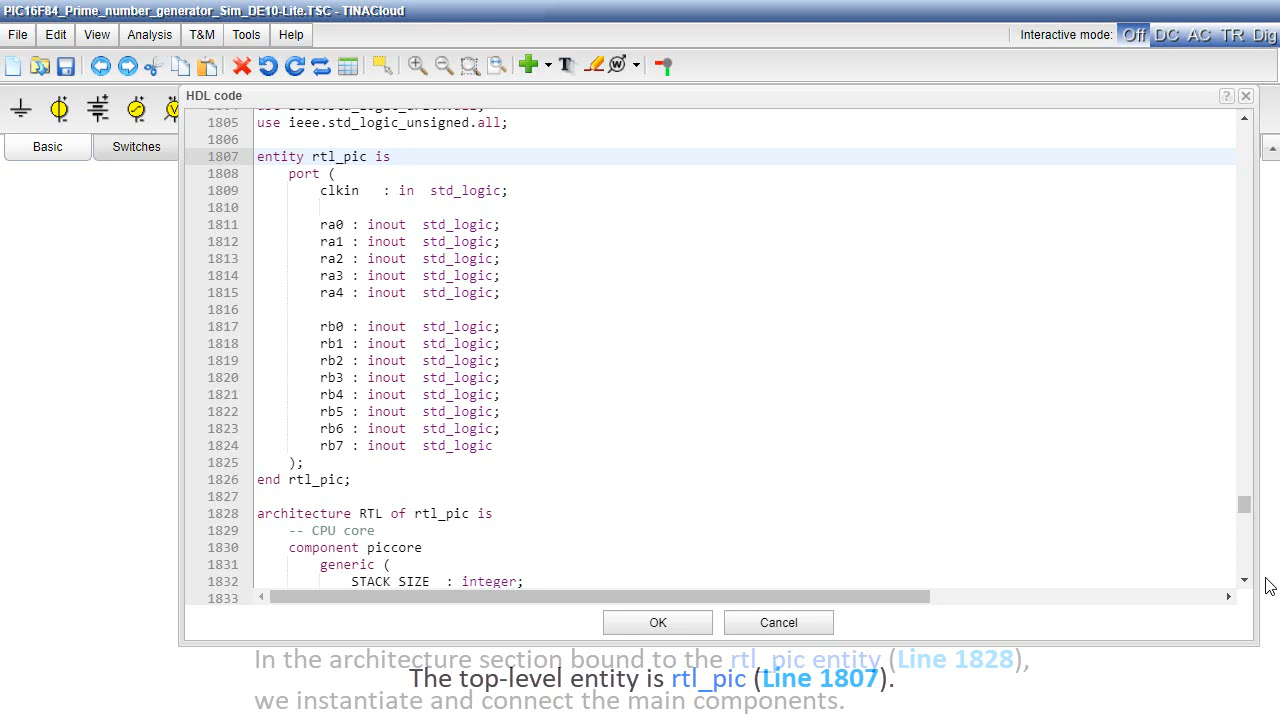 PIC16F84_Prime_number_generator_Sim_DE10-Lite.TSC - TINACloud
File Edit View Analysis T&M Tools Help Interactive mode: Off DC AC TR Dig
HDL code
Basic Switches
1805 use ieee.std_logic_unsigned.all;
1806
1807 entity rtl_pic is
1808 port (
1809 clkin : in std_logic;
1810
1811 ra0 : inout std_logic;
1812 ra1 : inout std_logic;
1813 ra2 : inout std_logic;
1814 ra3 : inout std_logic;
1815 ra4 : inout std_logic;
1816
1817 rb0 : inout std_logic;
1818 rb1 : inout std_logic;
1819 rb2 : inout std_logic;
1820 rb3 : inout std_logic;
1821 rb4 : inout std_logic;
1822 rb5 : inout std_logic;
1823 rb6 : inout std_logic;
1824 rb7 : inout std_logic
1825 );
1826 end rtl_pic;
1827
1828 architecture RTL of rtl_pic is
1829 -- CPU core
1830 component piccore
1831 generic (
1832 STACK_SIZE : integer;
1833
OK Cancel
In the architecture section bound to the rtl_pic entity (Line 1828),
The top-level entity is rtl_pic (Line 1807).
we instantiate and connect the main components.